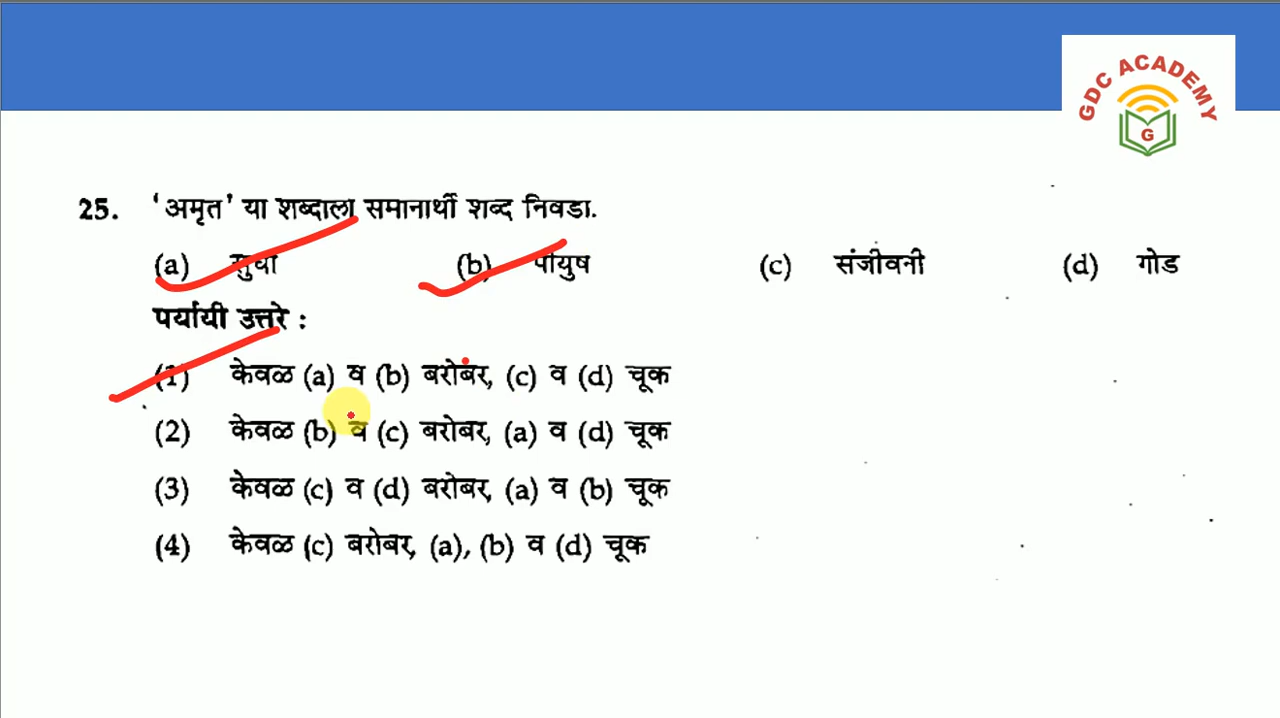 GDC ACADEMY
G
25. 'अमृत' या शब्दाला समानार्थी शब्द निवडा.
(a) सुधा (b) पीयुष (c) संजीवनी (d) गोड
पर्यायी उत्तरे :
(1) केवळ (a) व (b) बरोबर, (c) व (d) चूक
(2) केवळ (b) व (c) बरोबर, (a) व (d) चूक
(3) केवळ (c) व (d) बरोबर, (a) व (b) चूक
(4) केवळ (c) बरोबर, (a), (b) व (d) चूक